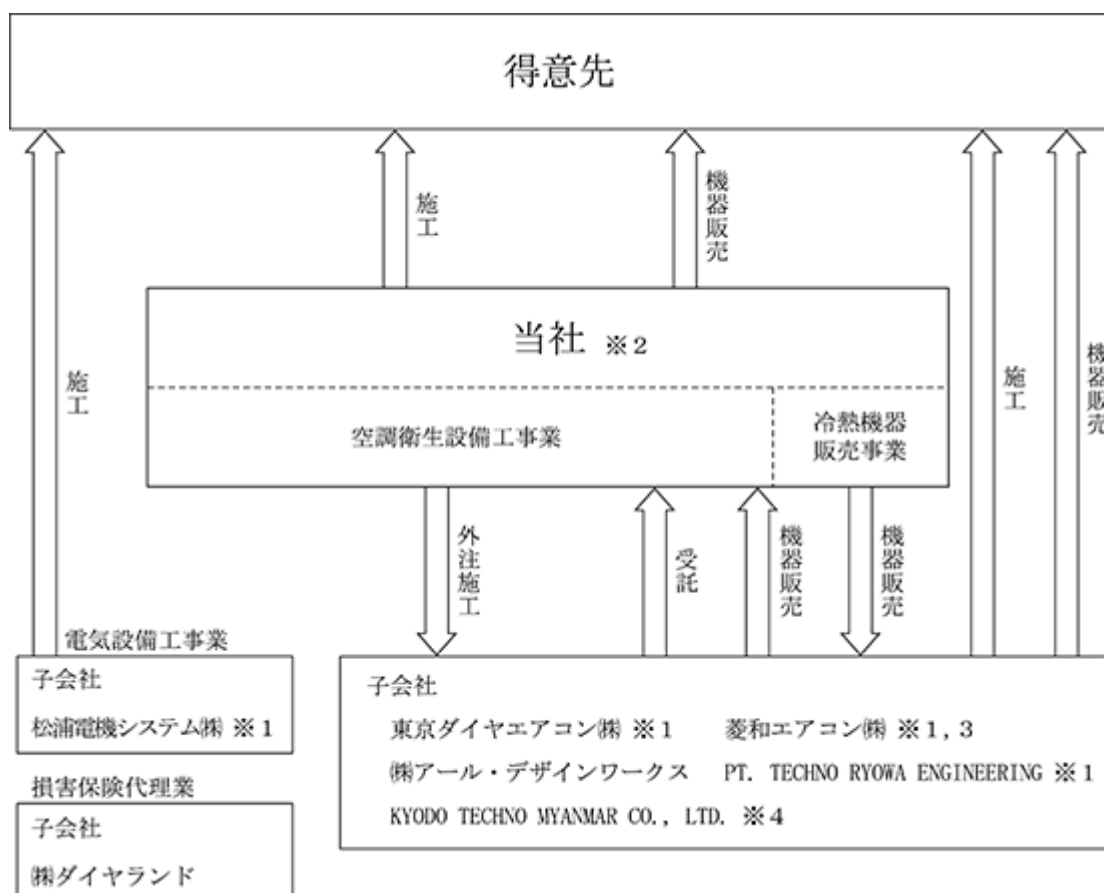 得意先
施工
施工
機器販売
施工
機器販売
当社 ※2
空調衛生設備工事業
冷熱機器
販売事業
外注施工
受託
機器販売
機器販売
電気設備工事業
子会社
松浦電機システム㈱ ※1
損害保険代理業
子会社
㈱ダイヤランド
子会社
東京ダイヤエアコン㈱ ※1 菱和エアコン㈱ ※1,3
㈱アール・デザインワークス PT. TECHNO RYOWA ENGINEERING ※1
KYODO TECHNO MYANMAR CO., LTD. ※4